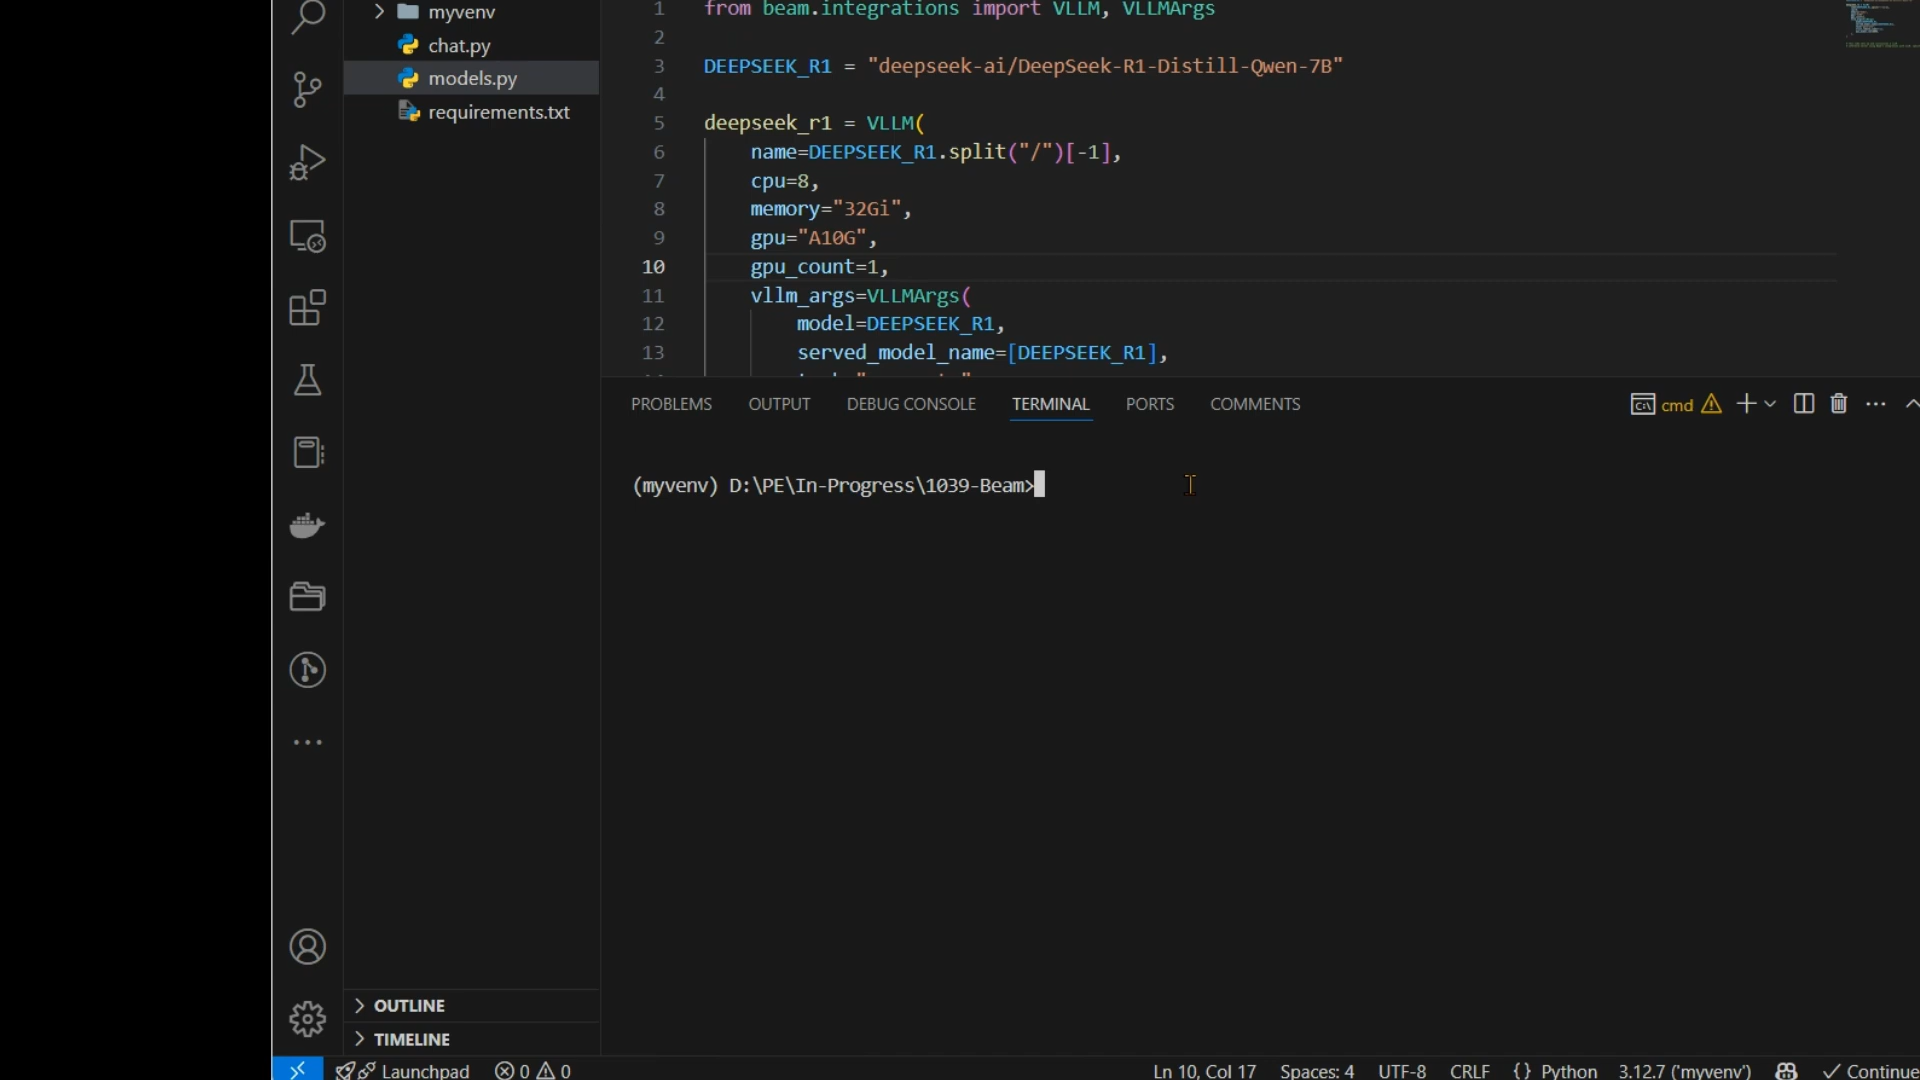 myvenv
chat.py
models.py
requirements.txt
OUTLINE
TIMELINE
1 from beam.integrations import VLLM, VLLMArgs
2
3 DEEPSEEK_R1 = "deepseek-ai/DeepSeek-R1-Distill-Qwen-7B"
4
5 deepseek_r1 = VLLM(
6 name=DEEPSEEK_R1.split("/")[-1],
7 cpu=8,
8 memory="32Gi",
9 gpu="A10G",
10 gpu_count=1,
11 vllm_args=VLLMArgs(
12 model=DEEPSEEK_R1,
13 served_model_name=[DEEPSEEK_R1],
PROBLEMS OUTPUT DEBUG CONSOLE TERMINAL PORTS COMMENTS cmd
(myvenv) D:\PE\In-Progress\1039-Beam>
Launchpad 0 0 Ln 10, Col 17 Spaces: 4 UTF-8 CRLF {} Python 3.12.7 ('myvenv') Continue